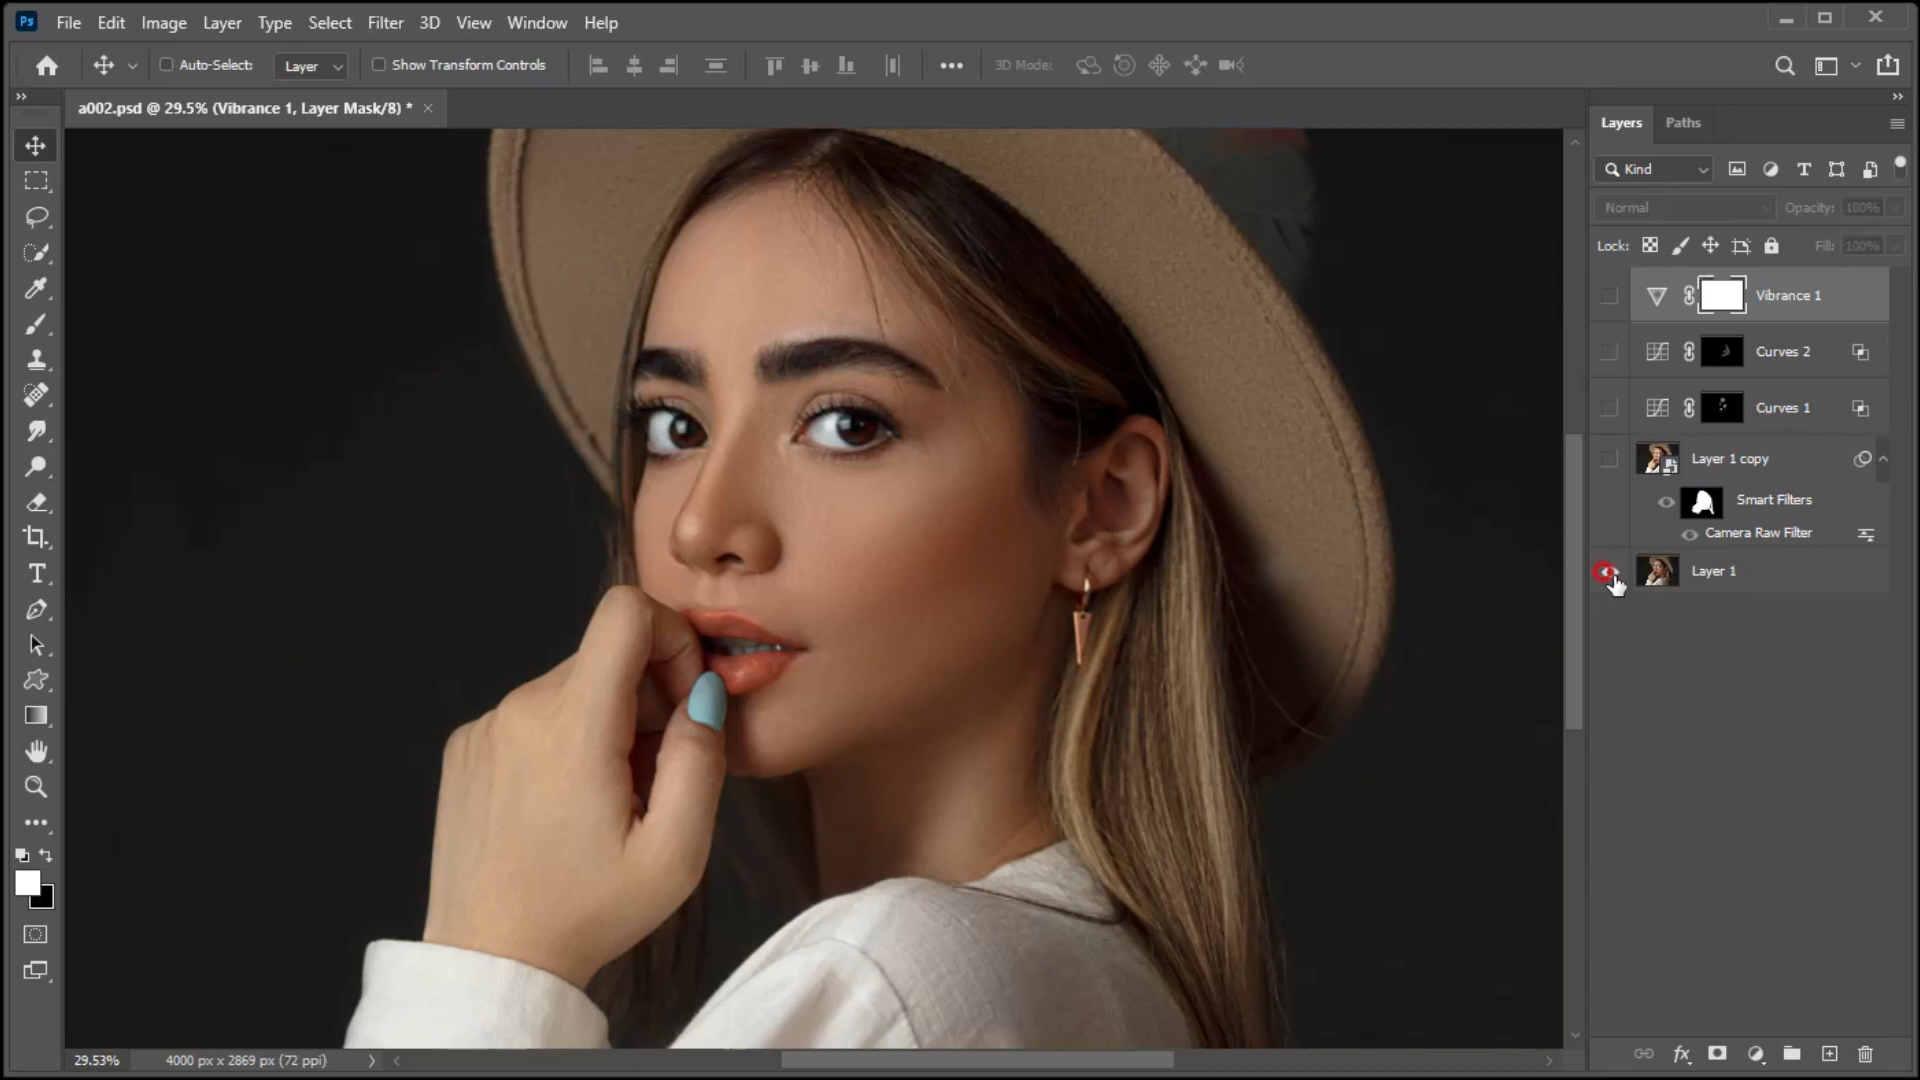 Ps File Edit Image Layer Type Select Filter 3D View Window Help
Auto-Select: Layer Show Transform Controls 3D Mode:
a002.psd @ 29.5% (Vibrance 1, Layer Mask/8) *
Layers Paths
Kind
Normal Opacity: 100%
Lock: Fill: 100%
Vibrance 1
Curves 2
Curves 1
Layer 1 copy
Smart Filters
Camera Raw Filter
Layer 1
29.53% 4000 px x 2869 px (72 ppi)